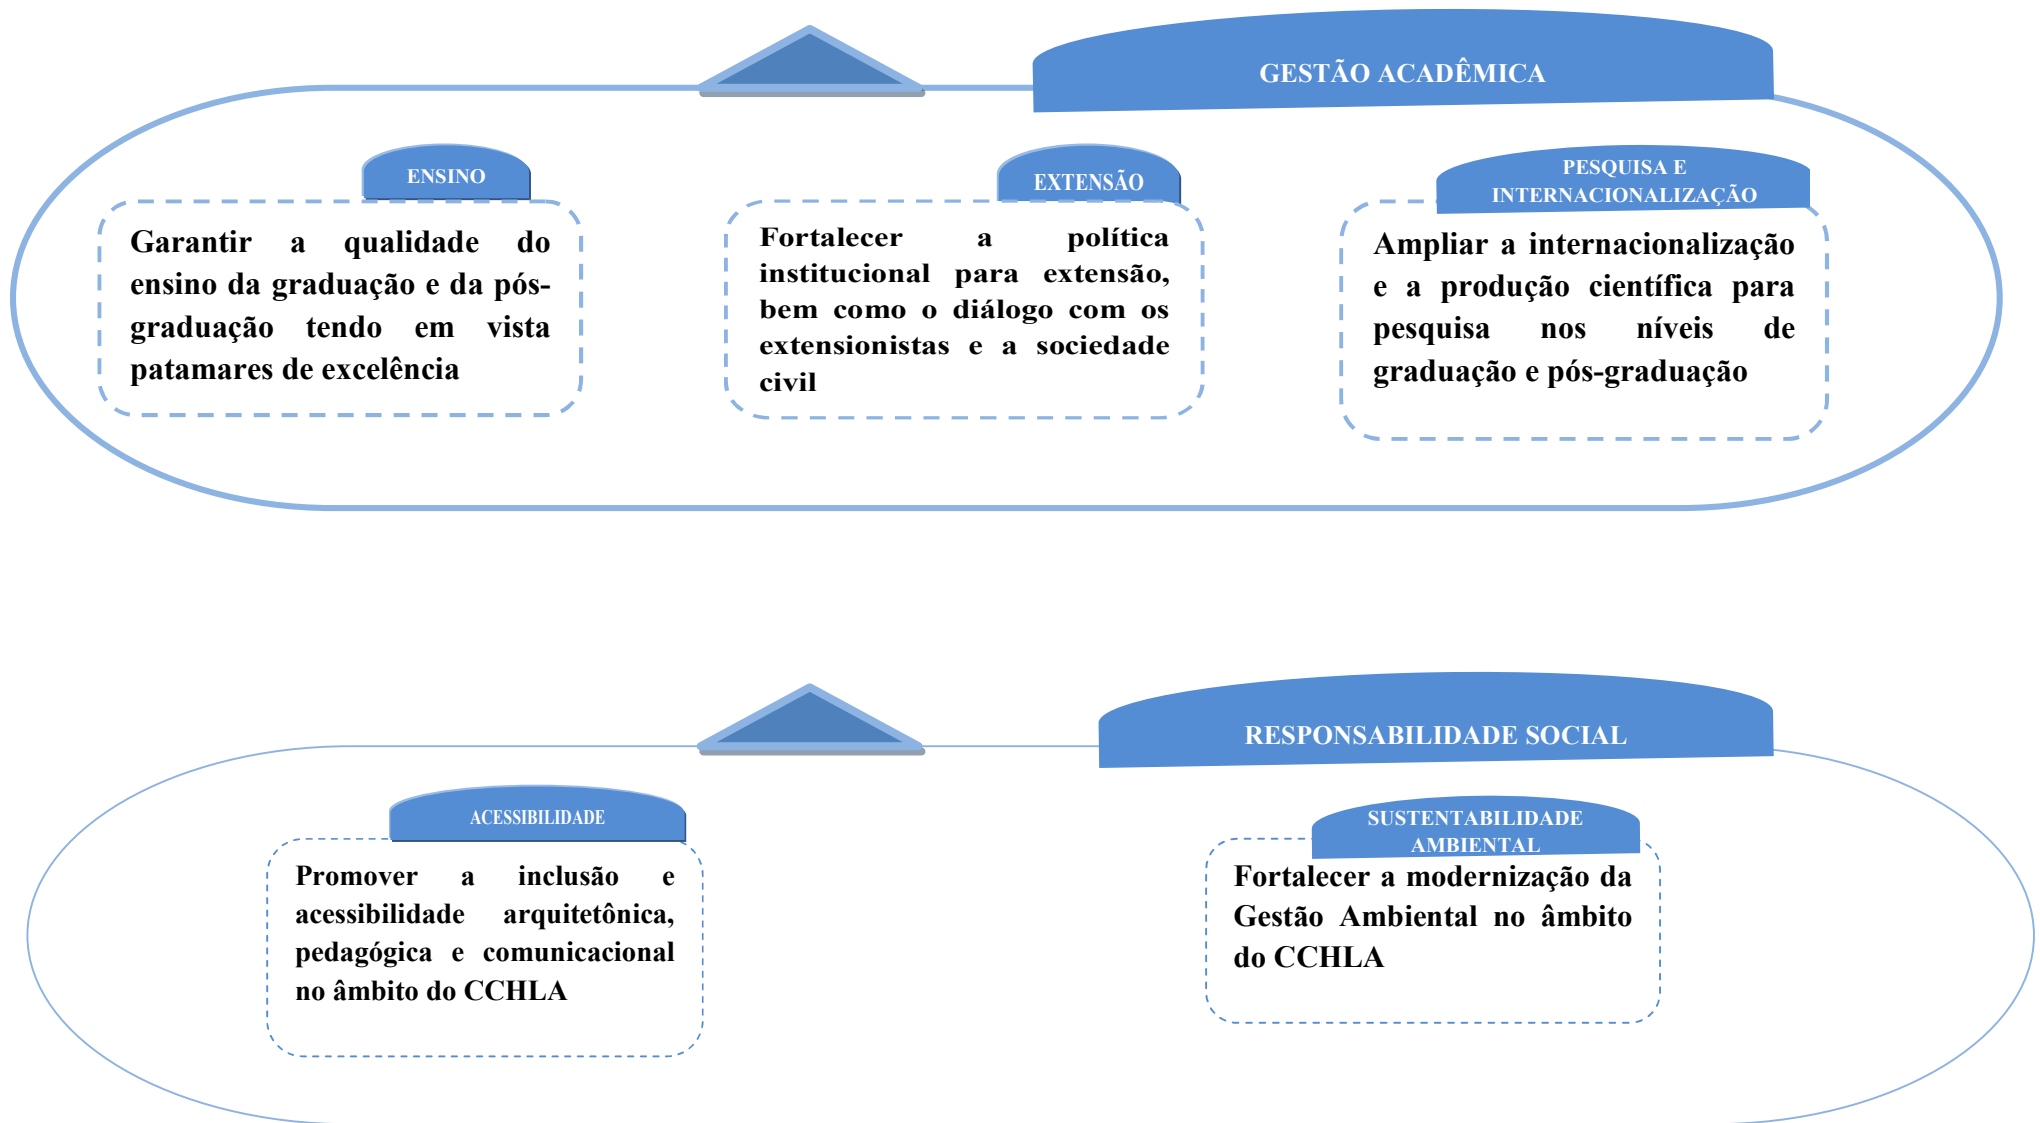 GESTÃO ACADÊMICA
ENSINO
Garantir a qualidade do
ensino da graduação e da pós-
graduação tendo em vista
patamares de excelência
EXTENSÃO
Fortalecer a política
institucional para extensão,
bem como o diálogo com os
extensionistas e a sociedade
civil
PESQUISA E
INTERNACIONALIZAÇÃO
Ampliar a internacionalização
e a produção científica para
pesquisa nos níveis de
graduação e pós-graduação
RESPONSABILIDADE SOCIAL
ACESSIBILIDADE
Promover a inclusão e
acessibilidade arquitetônica,
pedagógica e comunicacional
no âmbito do CCHLA
SUSTENTABILIDADE
AMBIENTAL
Fortalecer a modernização da
Gestão Ambiental no âmbito
do CCHLA